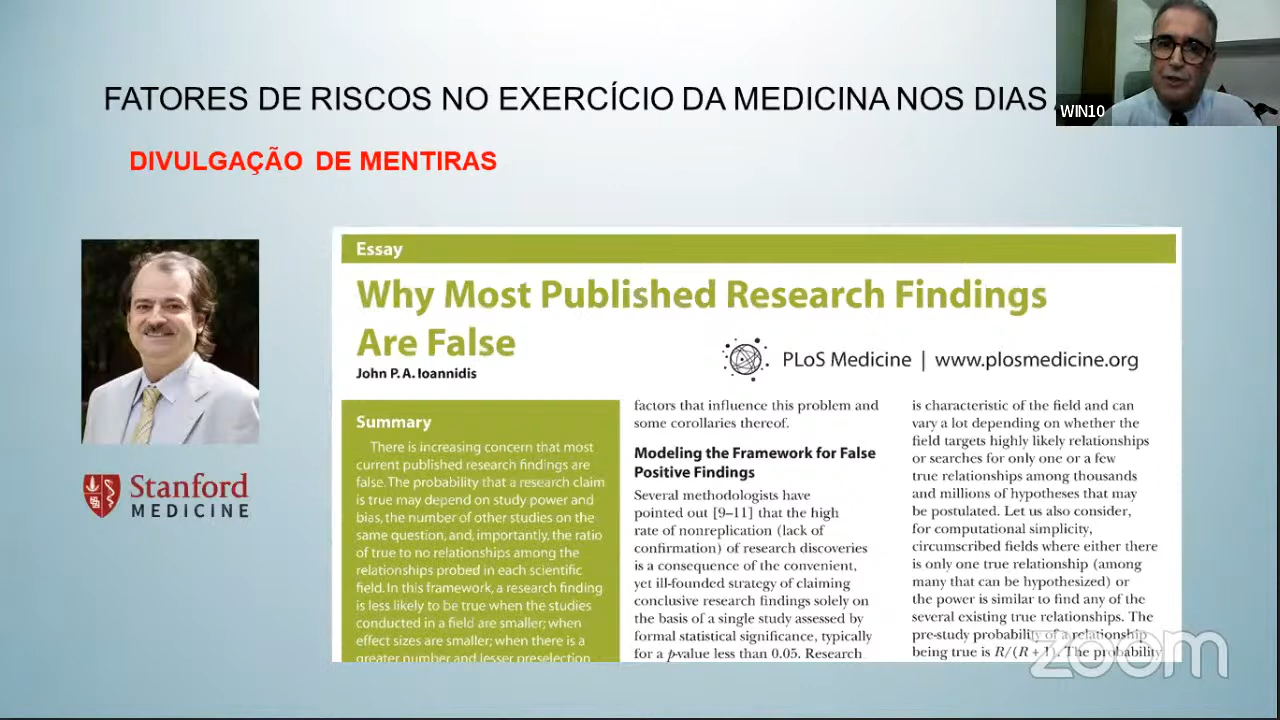 FATORES DE RISCOS NO EXERCÍCIO DA MEDICINA NOS DIAS
WIN10
DIVULGAÇÃO DE MENTIRAS
Stanford
MEDICINE
Essay
Why Most Published Research Findings
Are False
John P. A. Ioannidis
PLoS Medicine | www.plosmedicine.org
Summary
There is increasing concern that most
current published research findings are
false. The probability that a research claim
is true may depend on study power and
bias, the number of other studies on the
same question, and, importantly, the ratio
of true to no relationships among the
relationships probed in each scientific
field. In this framework, a research finding
is less likely to be true when the studies
conducted in a field are smaller; when
effect sizes are smaller; when there is a
greater number and lesser preselection
factors that influence this problem and
some corollaries thereof.
Modeling the Framework for False
Positive Findings
Several methodologists have
pointed out [9–11] that the high
rate of nonreplication (lack of
confirmation) of research discoveries
is a consequence of the convenient,
yet ill-founded strategy of claiming
conclusive research findings solely on
the basis of a single study assessed by
formal statistical significance, typically
for a p-value less than 0.05. Research
is characteristic of the field and can
vary a lot depending on whether the
field targets highly likely relationships
or searches for only one or a few
true relationships among thousands
and millions of hypotheses that may
be postulated. Let us also consider,
for computational simplicity,
circumscribed fields where either there
is only one true relationship (among
many that can be hypothesized) or
the power is similar to find any of the
several existing true relationships. The
pre-study probability of a relationship
being true is R/(R + 1). The probability
zoom